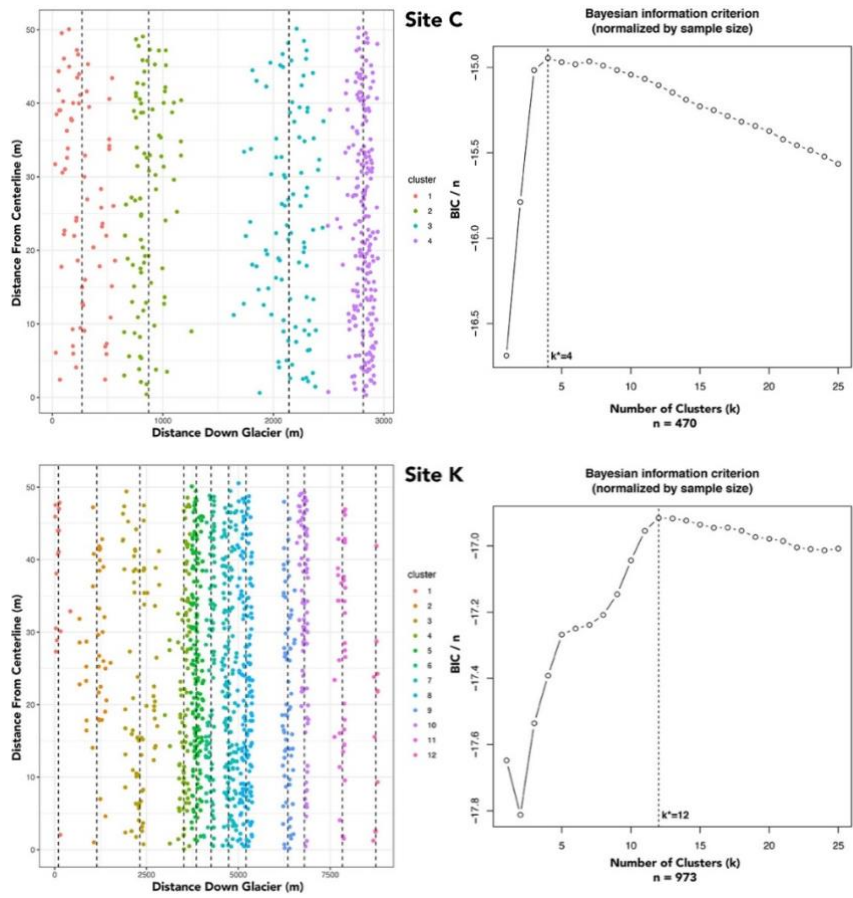 Site C
50
40
30
20
10
0
Distance From Centerline (m)
0
1000
2000
3000
Distance Down Glacier (m)
cluster
1
2
3
4
Bayesian information criterion
(normalized by sample size)
−15.0
−15.5
−16.0
−16.5
BIC / n
k*=4
5
10
15
20
25
Number of Clusters (k)
n = 470
Site K
50
40
30
20
10
0
Distance From Centerline (m)
0
2500
5000
7500
Distance Down Glacier (m)
cluster
1
2
3
4
5
6
7
8
9
10
11
12
Bayesian information criterion
(normalized by sample size)
−17.0
−17.2
−17.4
−17.6
−17.8
BIC / n
k*=12
5
10
15
20
25
Number of Clusters (k)
n = 973